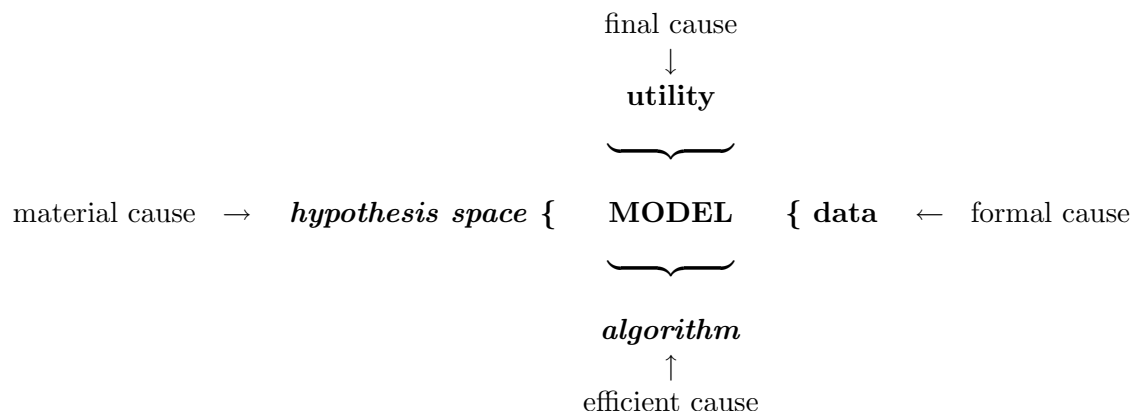 final cause
↓
utility
material cause → hypothesis space { MODEL { data ← formal cause
algorithm
↑
efficient cause